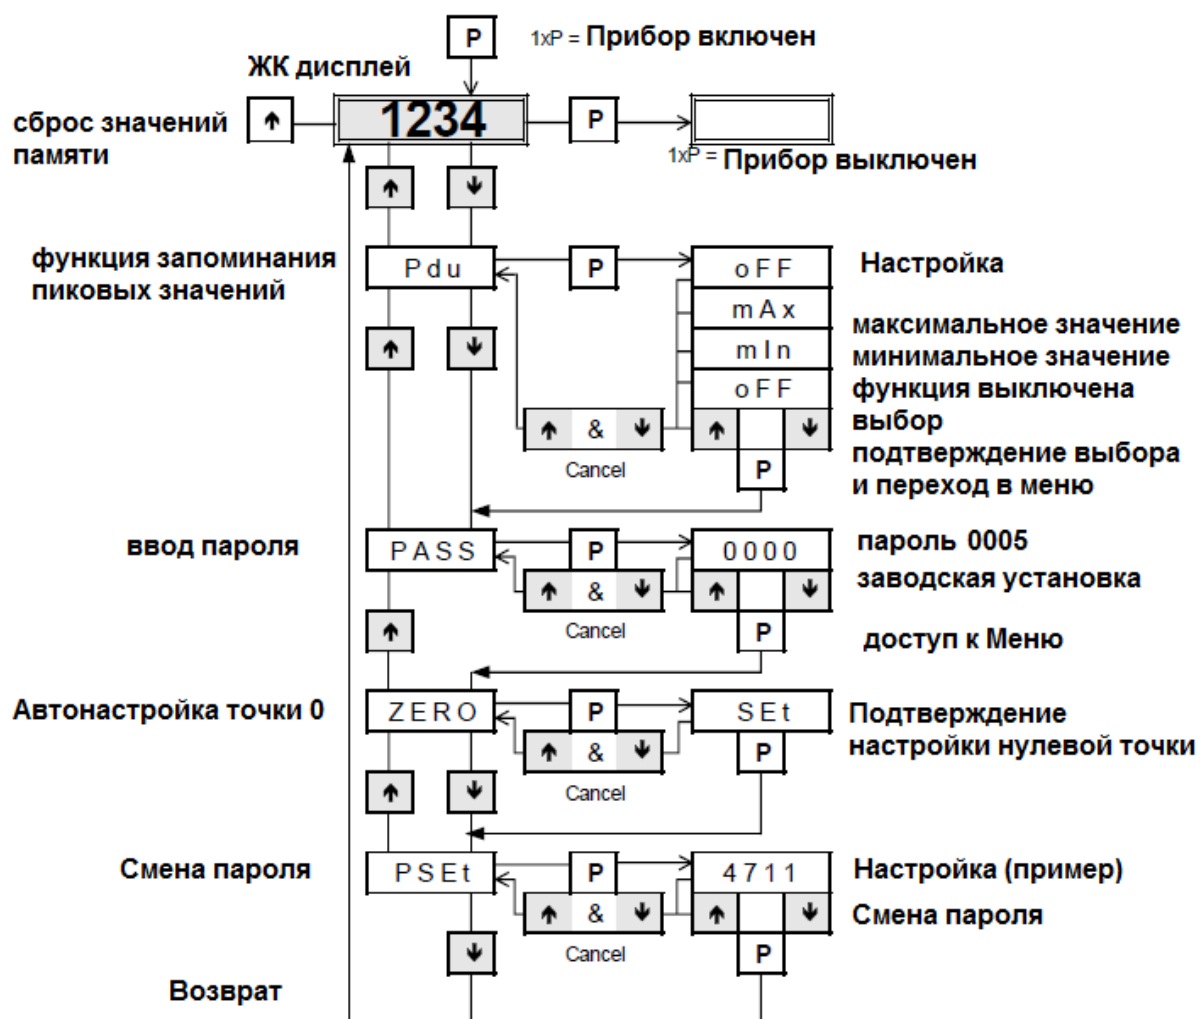 P 1xP = Прибор включен
ЖК дисплей
сброс значений
памяти
🡩 1234 P
1xP = Прибор выключен
🡩 🡫
функция запоминания
пиковых значений
Pdu P oFF Настройка
mAx максимальное значение
mIn минимальное значение
oFF функция выключена
🡩 🡫
🡩 & 🡫 🡩 🡫 выбор
Cancel P подтверждение выбора
и переход в меню
ввод пароля PASS P 0000 пароль 0005
🡩 & 🡫 🡩 🡫 заводская установка
Cancel P доступ к Меню
🡩
Автонастройка точки 0 ZERO P SEt Подтверждение
настройки нулевой точки
🡩 & 🡫 P
Cancel
🡩 🡫
Смена пароля PSEt P 4711 Настройка (пример)
🡩 & 🡫 🡩 🡫 Смена пароля
Cancel P
🡫
Возврат